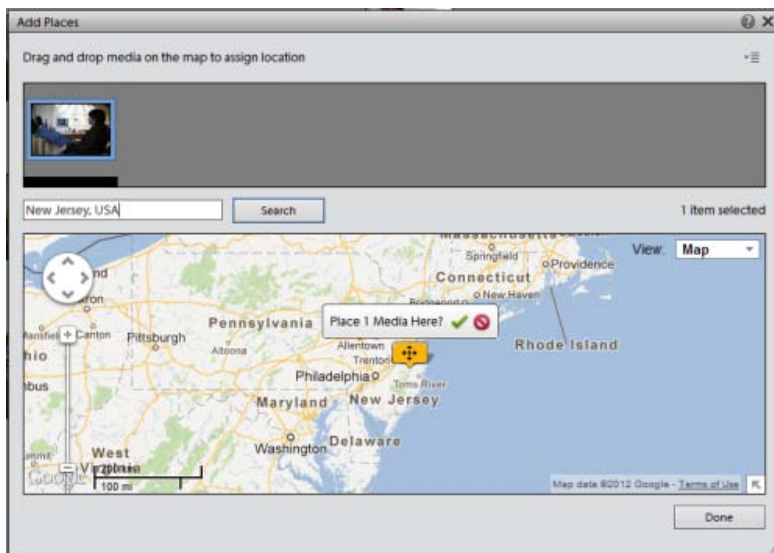 Add Places
Drag and drop media on the map to assign location
New Jersey, USA
Search
1 item selected
View:
Map
Springfield
Providence
Connecticut
New Haven
Place 1 Media Here?
Pennsylvania
Canton
Pittsburgh
Altoona
Allentown
Trenton
Rhode Island
Philadelphia
Toms River
Maryland
New Jersey
Delaware
Washington
West
Virginia
100 mi
Google
Map data ©2012 Google - Terms of Use
Done